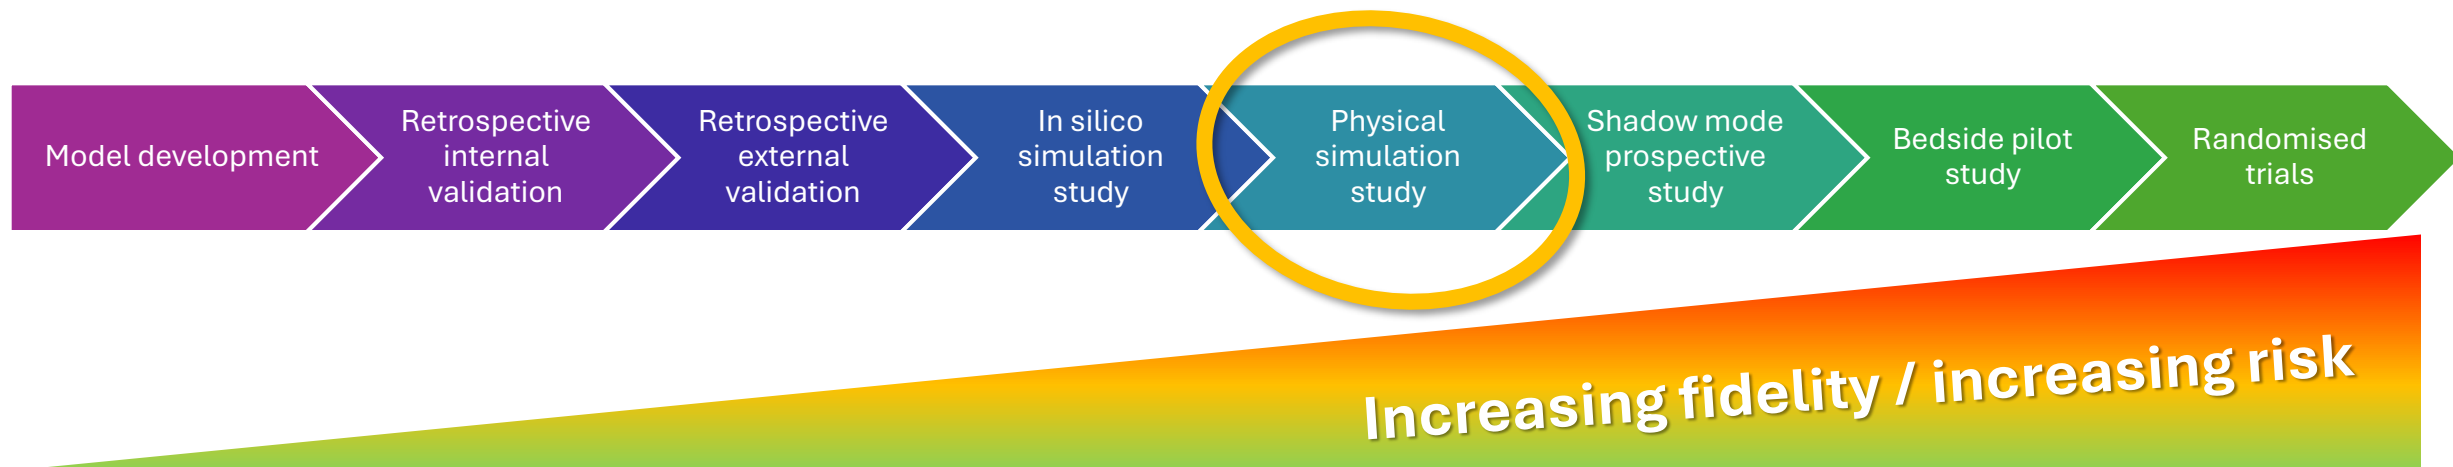 Model development
Retrospective
internal
validation
Retrospective
external
validation
In silico
simulation
study
Physical
simulation
study
Shadow mode
prospective
study
Bedside pilot
study
Randomised
trials
Increasing fidelity / increasing risk